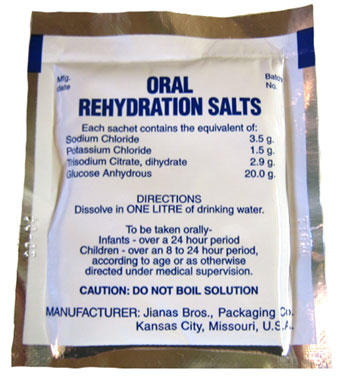 Mfg. date
Batch No.
ORAL
REHYDRATION SALTS
Each sachet contains the equivalent of:
Sodium Chloride 3.5 g.
Potassium Chloride 1.5 g.
Trisodium Citrate, dihydrate 2.9 g.
Glucose Anhydrous 20.0 g.
DIRECTIONS
Dissolve in ONE LITRE of drinking water.
To be taken orally-
Infants - over a 24 hour period
Children - over an 8 to 24 hour period,
according to age or as otherwise
directed under medical supervision.
CAUTION: DO NOT BOIL SOLUTION
MANUFACTURER: Jianas Bros., Packaging Co.
Kansas City, Missouri, U.S.A.